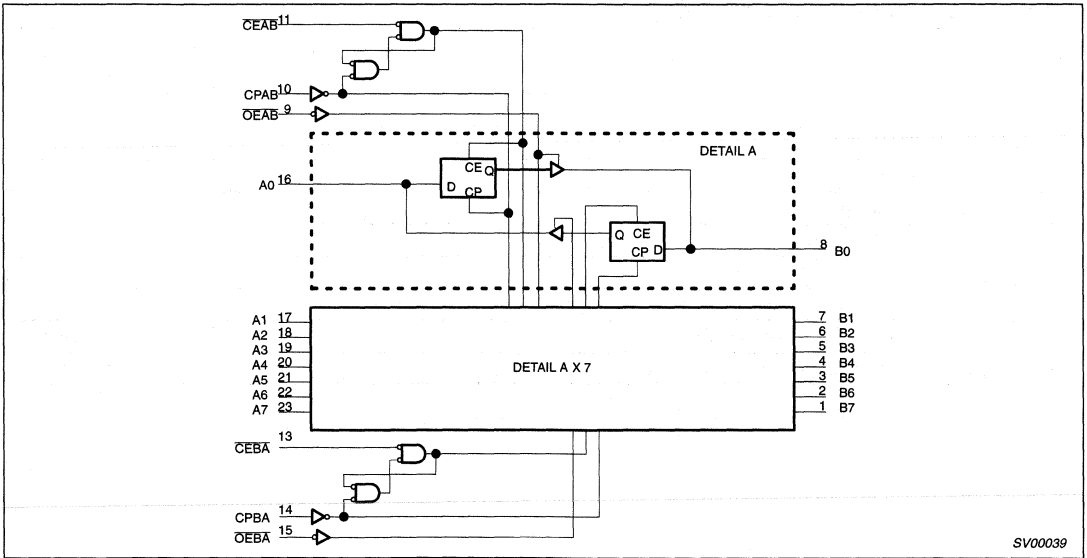 CEAB 11
CPAB 10
OEAB 9
DETAIL A
CE Q
D
CP
A0 16
Q CE
CP D
8 B0
A1 17
A2 18
A3 19
A4 20
A5 21
A6 22
A7 23
DETAIL A X 7
7 B1
6 B2
5 B3
4 B4
3 B5
2 B6
1 B7
CEBA 13
CPBA 14
OEBA 15
SV00039